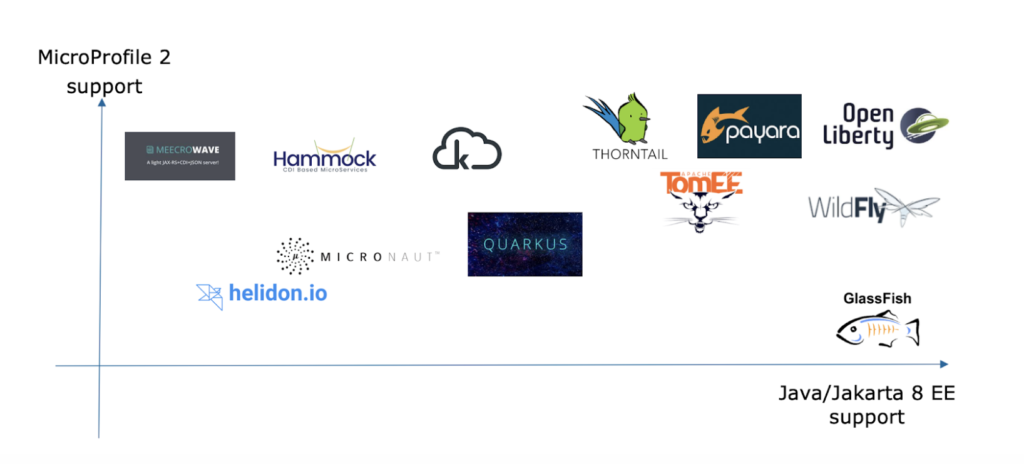 MicroProfile 2
support
MEECROWAVE
A light JAX-RS+CDI+JSON server!
Hammock
CDI Based MicroServices
k
THORNTAIL
payara
Open
Liberty
APACHE
TomEE
WildFly
QUARKUS
μ MICRONAUT™
helidon.io
GlassFish
Java/Jakarta 8 EE
support